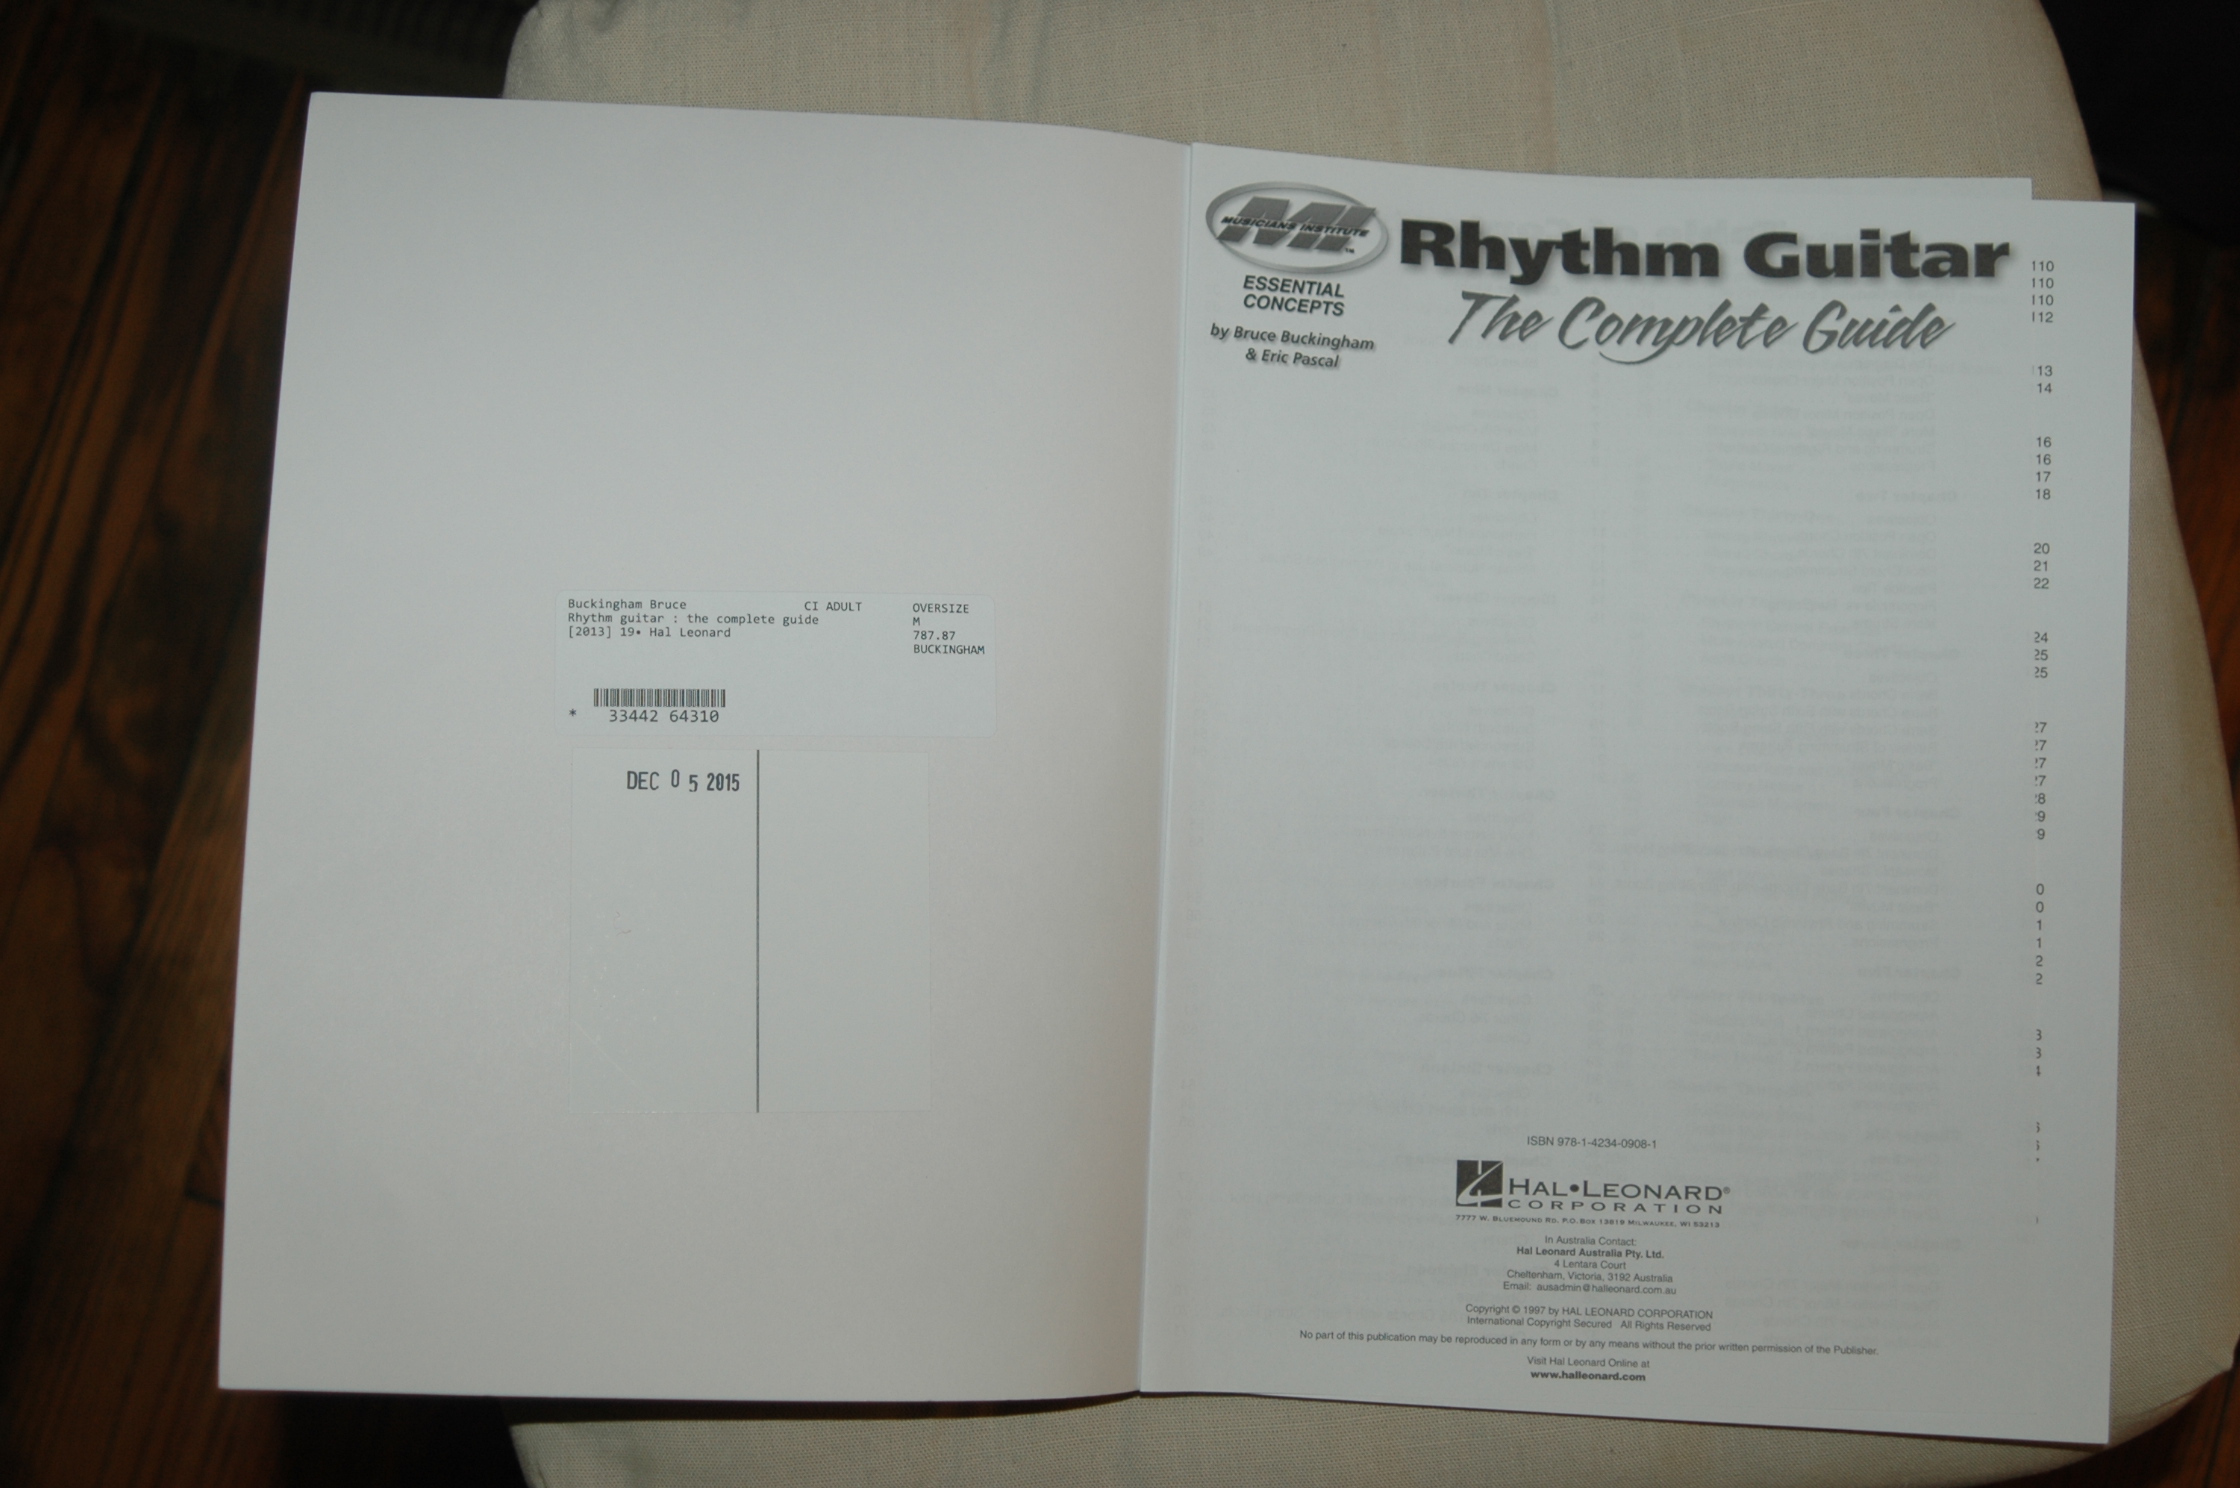 Buckingham Bruce CI ADULT OVERSIZE
Rhythm guitar : the complete guide M
[2013] 19• Hal Leonard 787.87
BUCKINGHAM
* 33442 64310
DEC 0 5 2015
MI
MUSICIANS INSTITUTE
™
ESSENTIAL
CONCEPTS
by Bruce Buckingham
& Eric Pascal
Rhythm Guitar
The Complete Guide
110
110
110
112
13
14
16
16
17
18
20
21
22
24
25
25
27
27
27
27
28
9
9
0
0
1
1
2
2
3
3
ISBN 978-1-4234-0908-1
HAL•LEONARD®
CORPORATION
7777 W. BLUEMOUND RD. P.O. BOX 13819 MILWAUKEE, WI 53213
In Australia Contact:
Hal Leonard Australia Pty. Ltd.
4 Lentara Court
Cheltenham, Victoria, 3192 Australia
Email: ausadmin@halleonard.com.au
Copyright © 1997 by HAL LEONARD CORPORATION
International Copyright Secured All Rights Reserved
No part of this publication may be reproduced in any form or by any means without the prior written permission of the Publisher.
Visit Hal Leonard Online at
www.halleonard.com